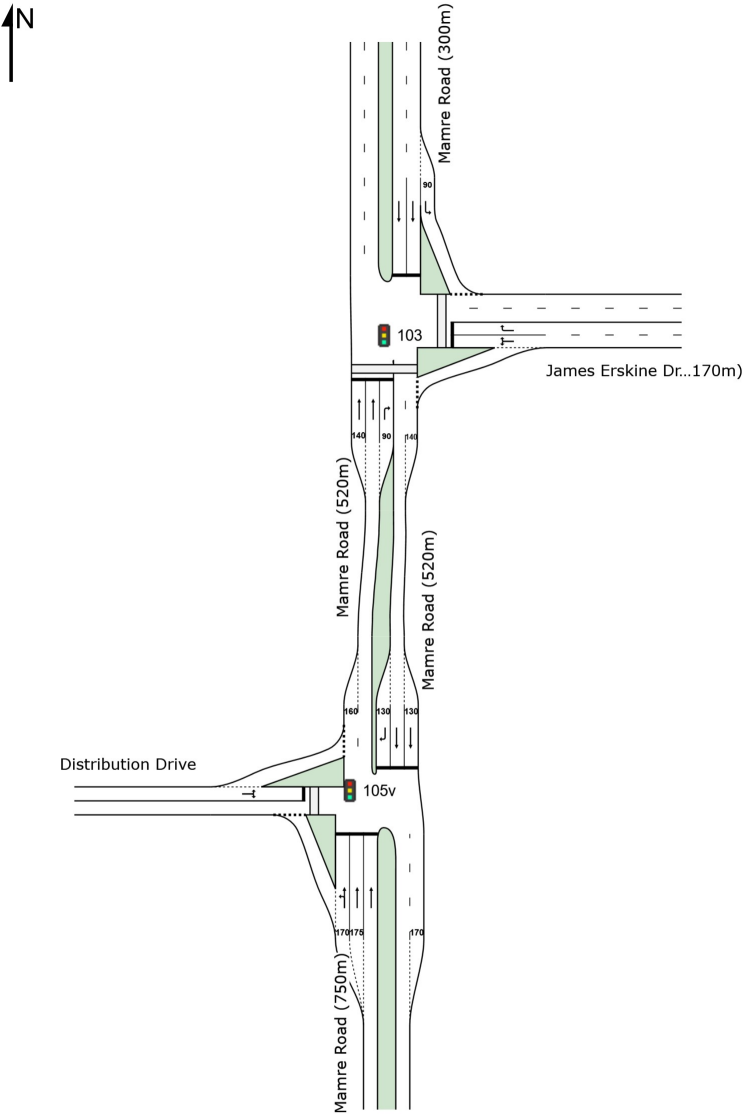 N
Mamre Road (300m)
90
103
James Erskine Dr...170m)
140
90
140
Mamre Road (520m)
Mamre Road (520m)
160
130
130
Distribution Drive
105v
170
175
170
Mamre Road (750m)